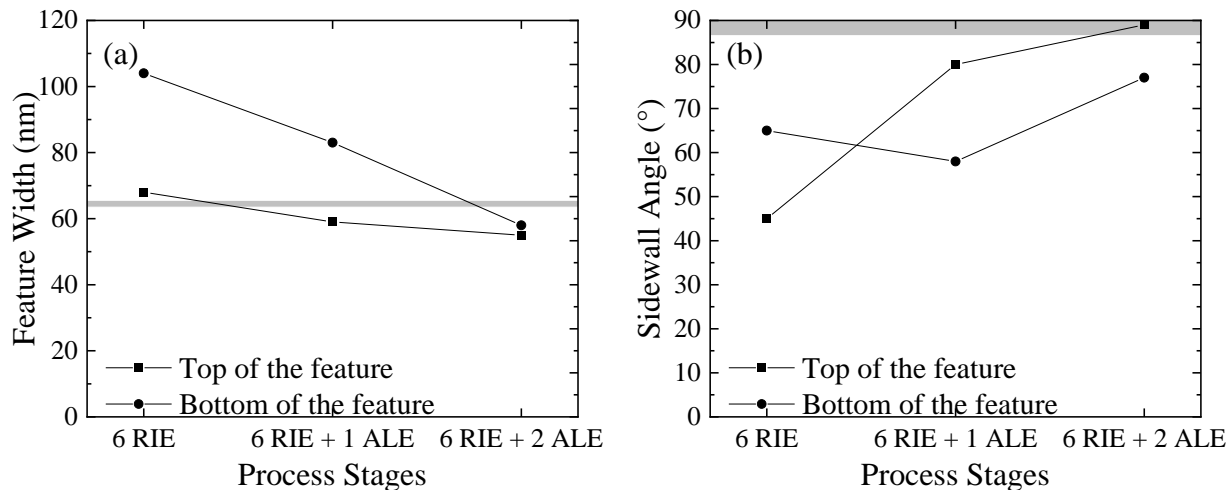 (a)
Feature Width (nm)
120
100
80
60
40
20
0
Top of the feature
Bottom of the feature
6 RIE
6 RIE + 1 ALE
6 RIE + 2 ALE
Process Stages
(b)
Sidewall Angle (°)
90
80
70
60
50
40
30
20
10
0
Top of the feature
Bottom of the feature
6 RIE
6 RIE + 1 ALE
6 RIE + 2 ALE
Process Stages